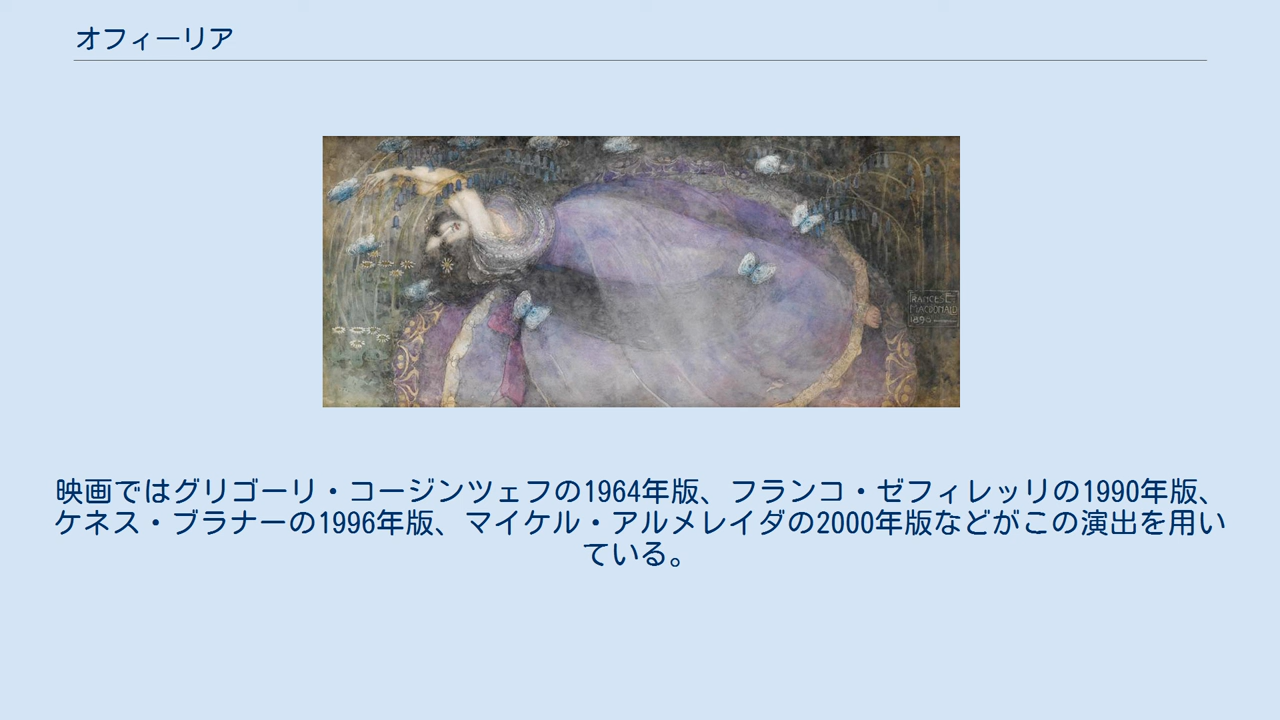 オフィーリア
FRANCES E
MACDONALD
映画ではグリゴーリ・コージンツェフの1964年版、フランコ・ゼフィレッリの1990年版、
ケネス・ブラナーの1996年版、マイケル・アルメレイダの2000年版などがこの演出を用い
ている。